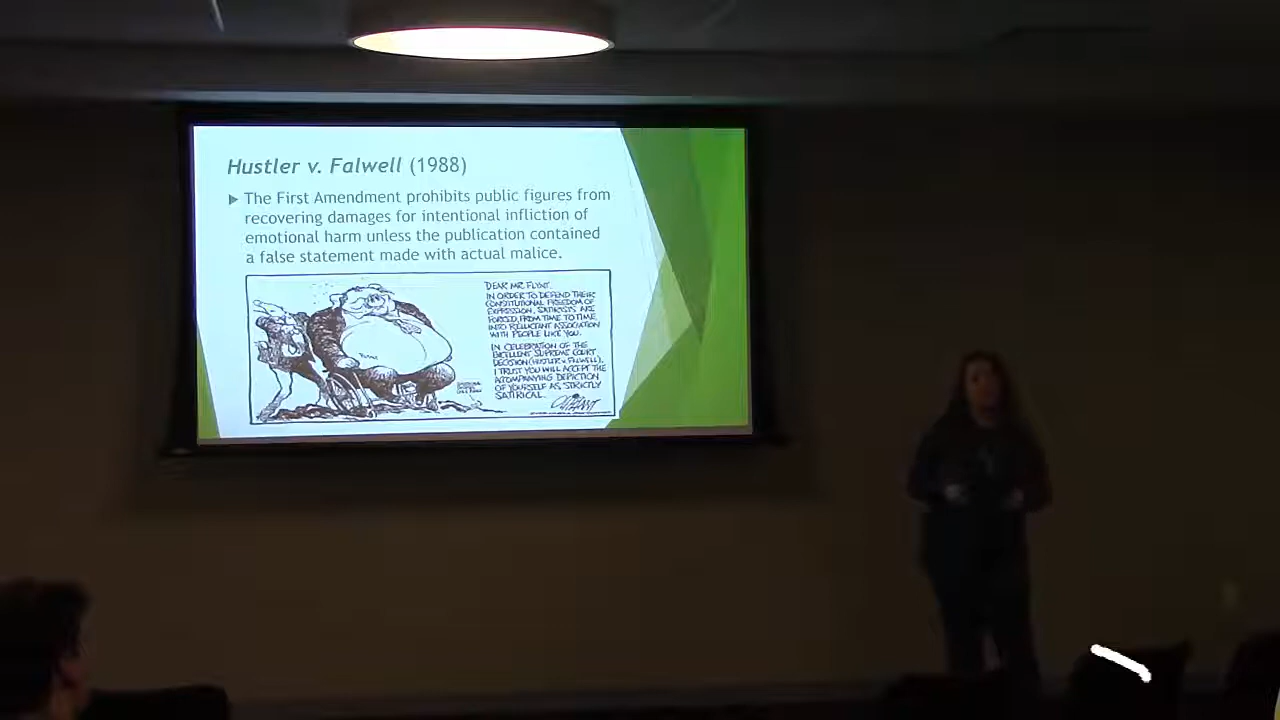 Hustler v. Falwell (1988)
The First Amendment prohibits public figures from
recovering damages for intentional infliction of
emotional harm unless the publication contained
a false statement made with actual malice.
DEAR MR. FLYNT,
IN ORDER TO DEFEND THEIR
CONSTITUTIONAL FREEDOM OF
EXPRESSION, SATIRISTS ARE
FORCED, FROM TIME TO TIME,
INTO RELUCTANT ASSOCIATION
WITH PEOPLE LIKE YOU.
IN CELEBRATION OF THE
EXCELLENT SUPREME COURT
DECISION (HUSTLER v. FALWELL),
I TRUST YOU WILL ACCEPT THE
ACCOMPANYING DEPICTION
OF YOURSELF AS, STRICTLY
SATIRICAL.
OLIPHANT